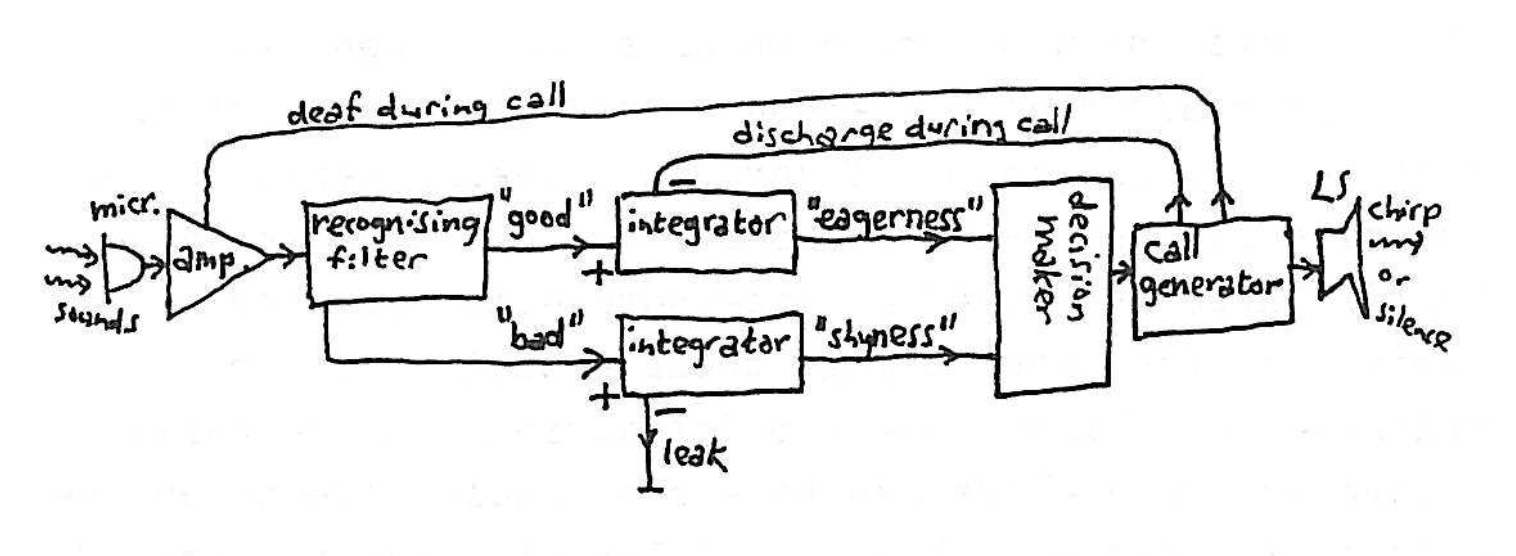 deaf during call
discharge during call
micr.
sounds
amp.
recognising
filter
"good"
+
−
integrator
"eagerness"
"bad"
+
integrator
−
leak
"shyness"
decision
maker
call
generator
LS
chirp
or
silence